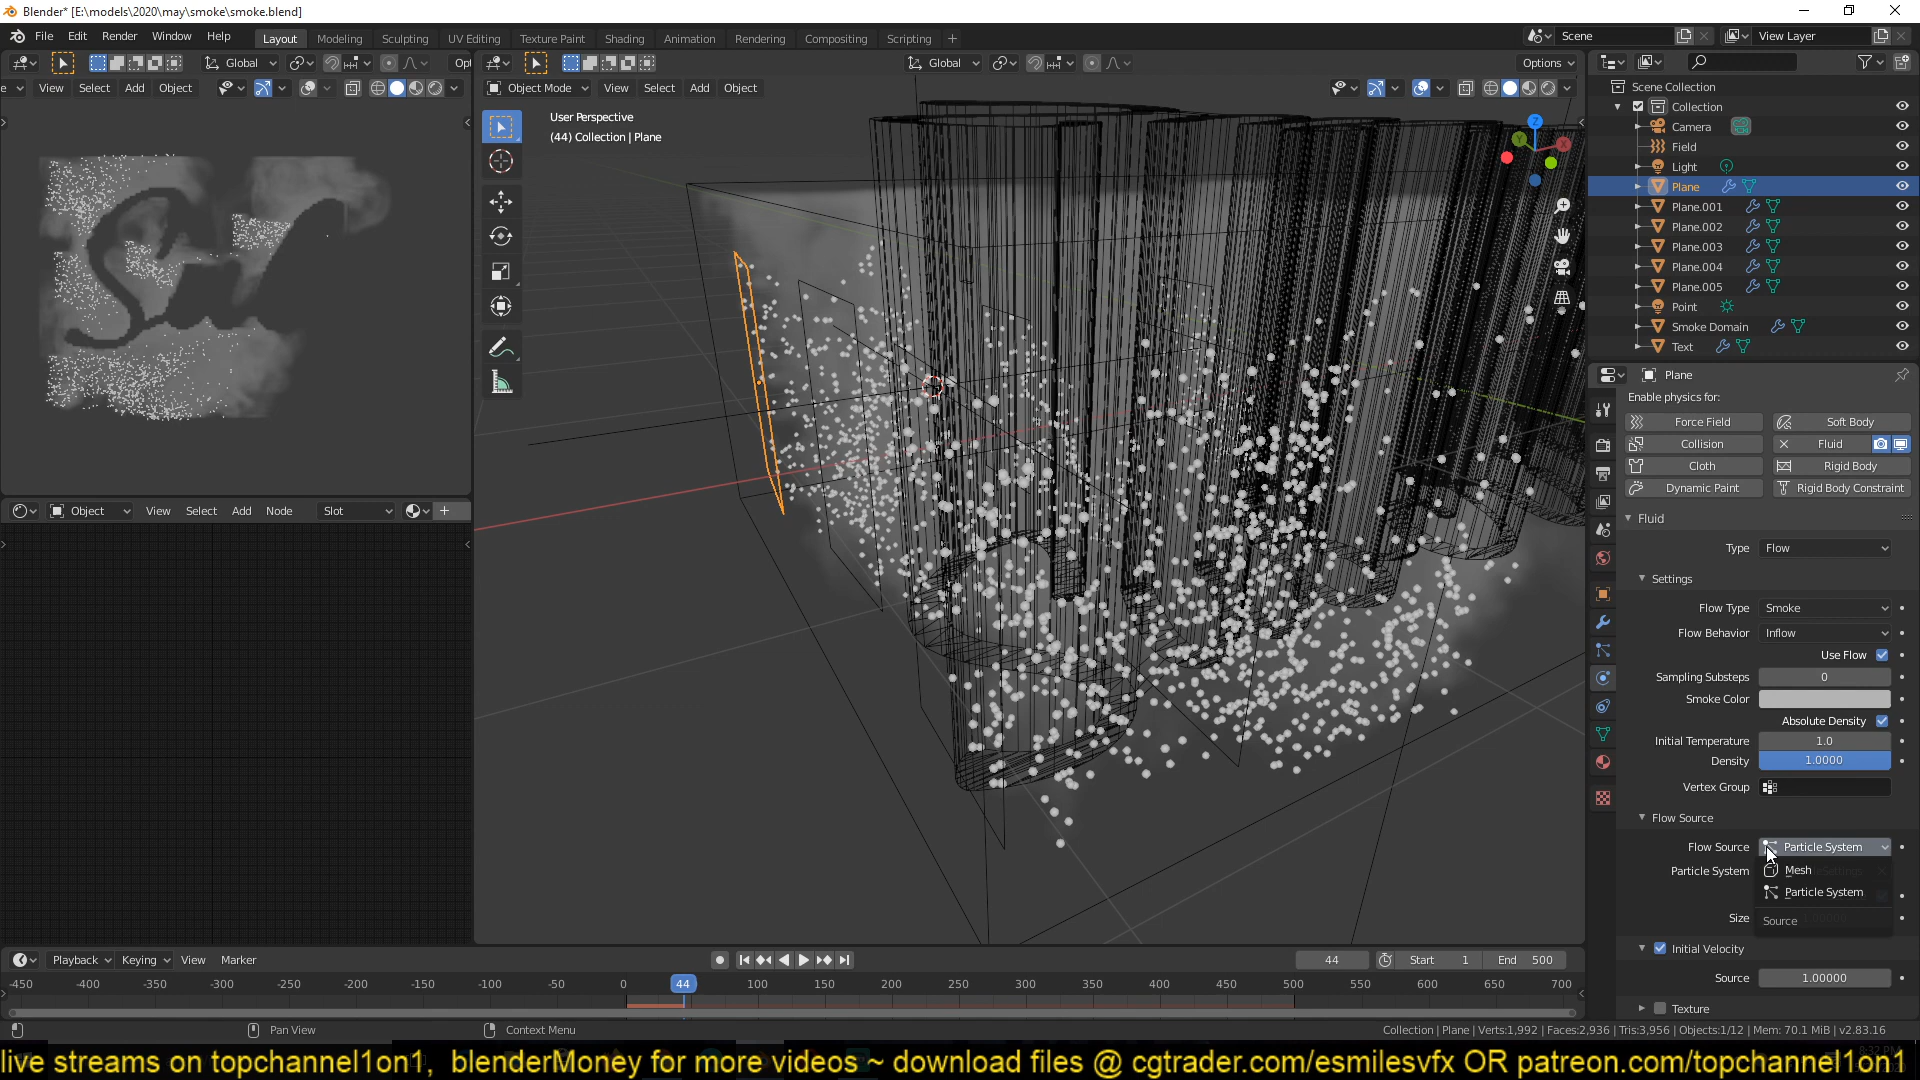 Blender* [E:\models\2020\may\smoke\smoke.blend]
File Edit Render Window Help Layout Modeling Sculpting UV Editing Texture Paint Shading Animation Rendering Compositing Scripting + Scene View Layer
Global Opt Global Options
e View Select Add Object Object Mode View Select Add Object
User Perspective
(44) Collection | Plane
Z
Y
X
Scene Collection
Collection
Camera
Field
Light
Plane
Plane.001
Plane.002
Plane.003
Plane.004
Plane.005
Point
Smoke Domain
Text
Plane
Enable physics for:
Force Field Soft Body
Collision Fluid
Cloth Rigid Body
Dynamic Paint Rigid Body Constraint
Fluid
Type Flow
Settings
Flow Type Smoke
Flow Behavior Inflow
Use Flow
Sampling Substeps 0
Smoke Color
Absolute Density
Initial Temperature 1.0
Density 1.0000
Vertex Group
Flow Source
Flow Source Particle System
Particle System Mesh
Particle System
Size Source
Initial Velocity
Source 1.00000
Texture
Object View Select Add Node Slot
Playback Keying View Marker 44 Start 1 End 500
-450 -400 -350 -300 -250 -200 -150 -100 -50 0 44 100 150 200 250 300 350 400 450 500 550 600 650 700
Pan View Context Menu Collection | Plane | Verts:1,992 | Faces:2,936 | Tris:3,956 | Objects:1/12 | Mem: 70.1 MiB | v2.83.16
live streams on topchannel1on1, blenderMoney for more videos ~ download files @ cgtrader.com/esmilesvfx OR patreon.com/topchannel1on1